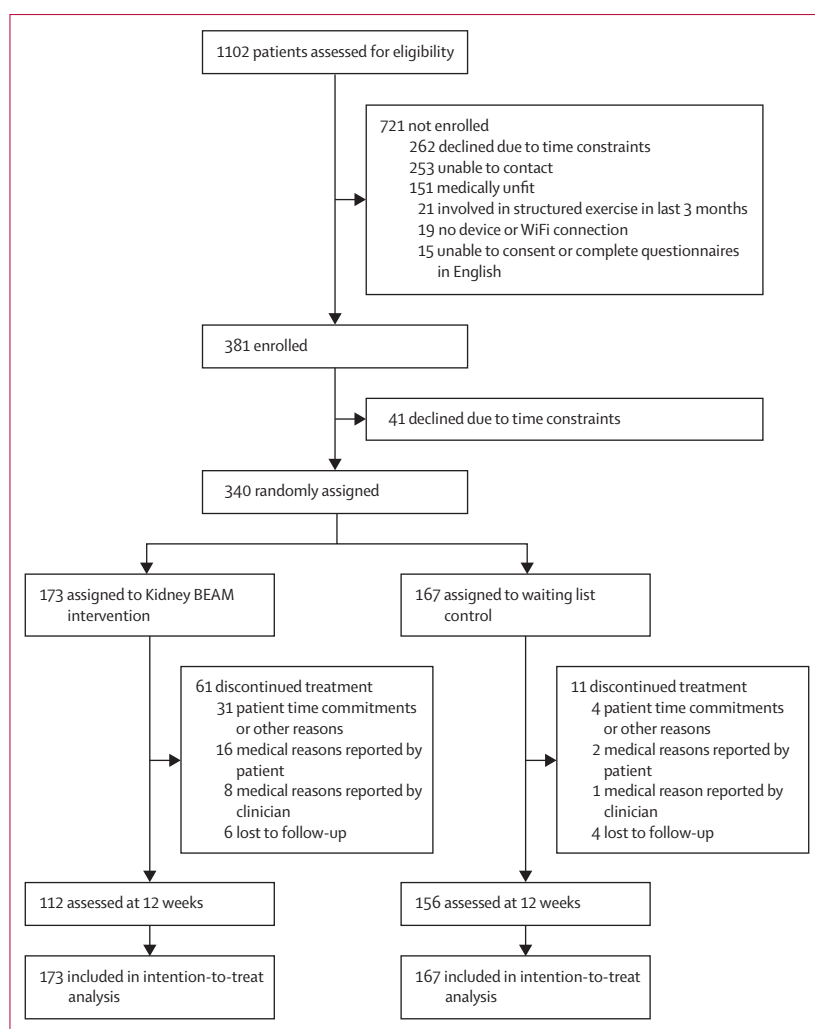 1102 patients assessed for eligibility
721 not enrolled
262 declined due to time constraints
253 unable to contact
151 medically unfit
21 involved in structured exercise in last 3 months
19 no device or WiFi connection
15 unable to consent or complete questionnaires
in English
381 enrolled
41 declined due to time constraints
340 randomly assigned
173 assigned to Kidney BEAM
intervention
167 assigned to waiting list
control
61 discontinued treatment
31 patient time commitments
or other reasons
16 medical reasons reported by
patient
8 medical reasons reported by
clinician
6 lost to follow-up
11 discontinued treatment
4 patient time commitments
or other reasons
2 medical reasons reported by
patient
1 medical reason reported by
clinician
4 lost to follow-up
112 assessed at 12 weeks
156 assessed at 12 weeks
173 included in intention-to-treat
analysis
167 included in intention-to-treat
analysis